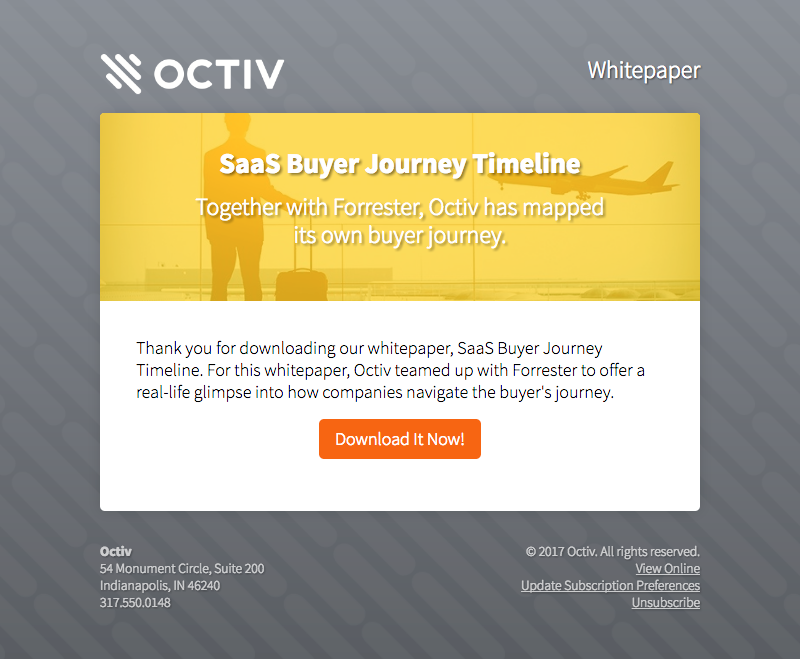 OCTIV
Whitepaper
SaaS Buyer Journey Timeline
Together with Forrester, Octiv has mapped
its own buyer journey.
Thank you for downloading our whitepaper, SaaS Buyer Journey
Timeline. For this whitepaper, Octiv teamed up with Forrester to offer a
real-life glimpse into how companies navigate the buyer's journey.
Download It Now!
Octiv
54 Monument Circle, Suite 200
Indianapolis, IN 46240
317.550.0148
© 2017 Octiv. All rights reserved.
View Online
Update Subscription Preferences
Unsubscribe